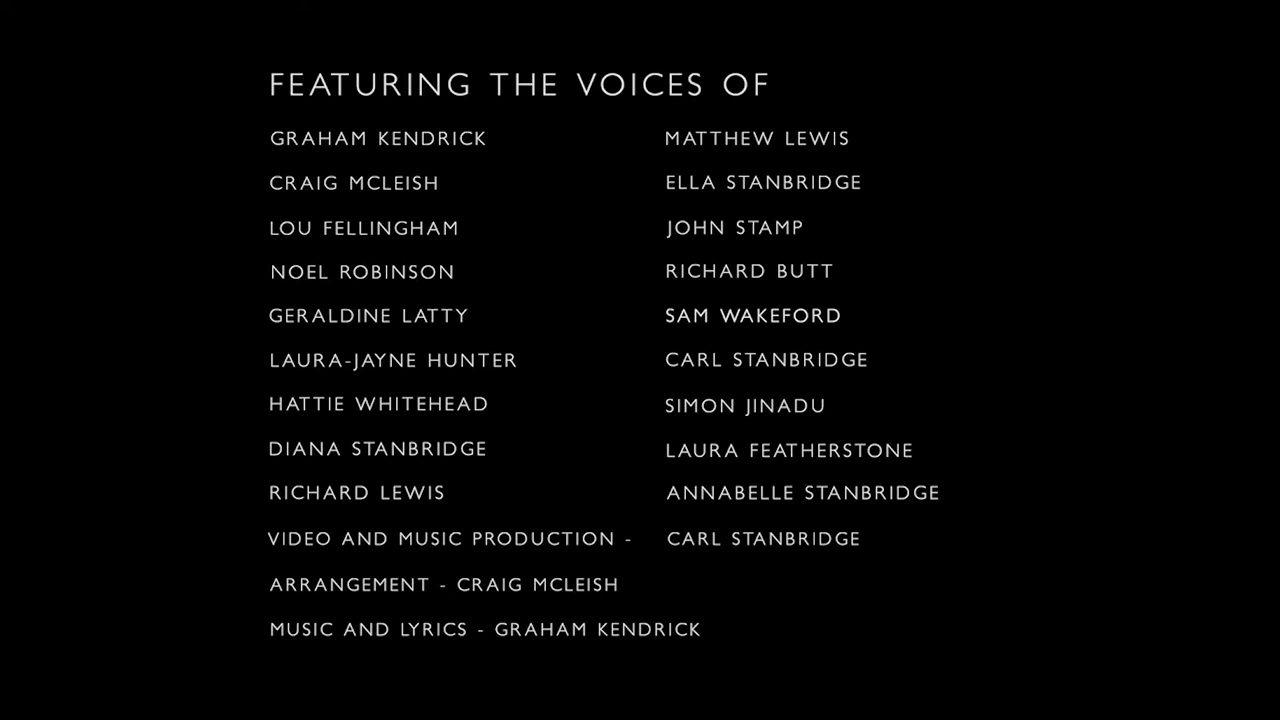 FEATURING THE VOICES OF
GRAHAM KENDRICK
CRAIG MCLEISH
LOU FELLINGHAM
NOEL ROBINSON
GERALDINE LATTY
LAURA-JAYNE HUNTER
HATTIE WHITEHEAD
DIANA STANBRIDGE
RICHARD LEWIS
MATTHEW LEWIS
ELLA STANBRIDGE
JOHN STAMP
RICHARD BUTT
SAM WAKEFORD
CARL STANBRIDGE
SIMON JINADU
LAURA FEATHERSTONE
ANNABELLE STANBRIDGE
VIDEO AND MUSIC PRODUCTION - CARL STANBRIDGE
ARRANGEMENT - CRAIG MCLEISH
MUSIC AND LYRICS - GRAHAM KENDRICK